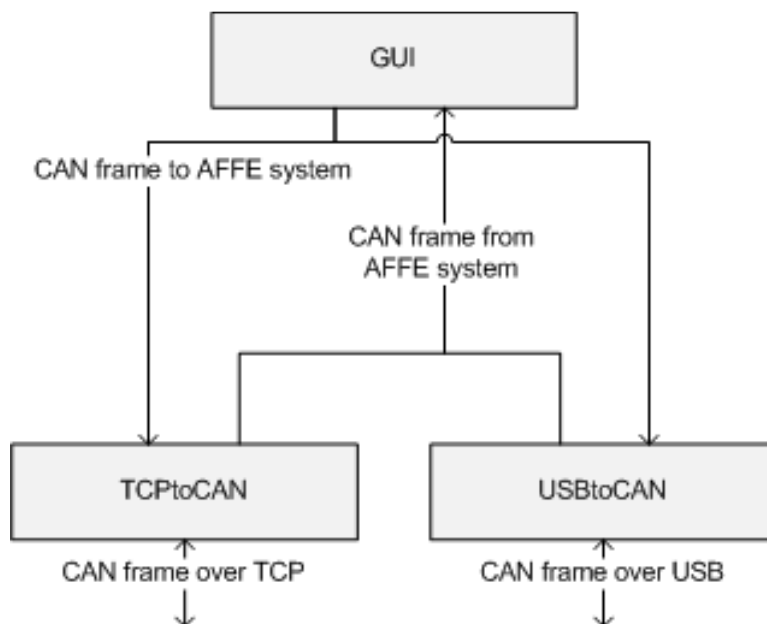 GUI
CAN frame to AFFE system
CAN frame from
AFFE system
TCPtoCAN
USBtoCAN
CAN frame over TCP
CAN frame over USB